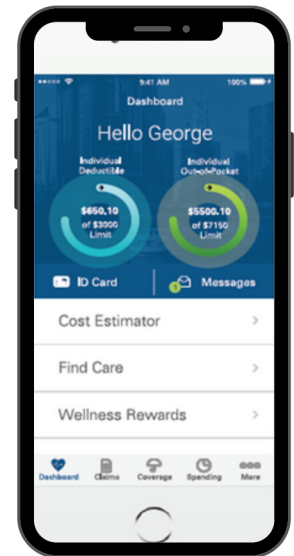 9:41 AM
100%
Dashboard
Hello George
Individual
Deductible
Individual
Out-of-Pocket
$650.10
of $3000
Limit
$5500.10
of $7150
Limit
ID Card
1
Messages
Cost Estimator
Find Care
Wellness Rewards
Dashboard
Claims
Coverage
Spending
More